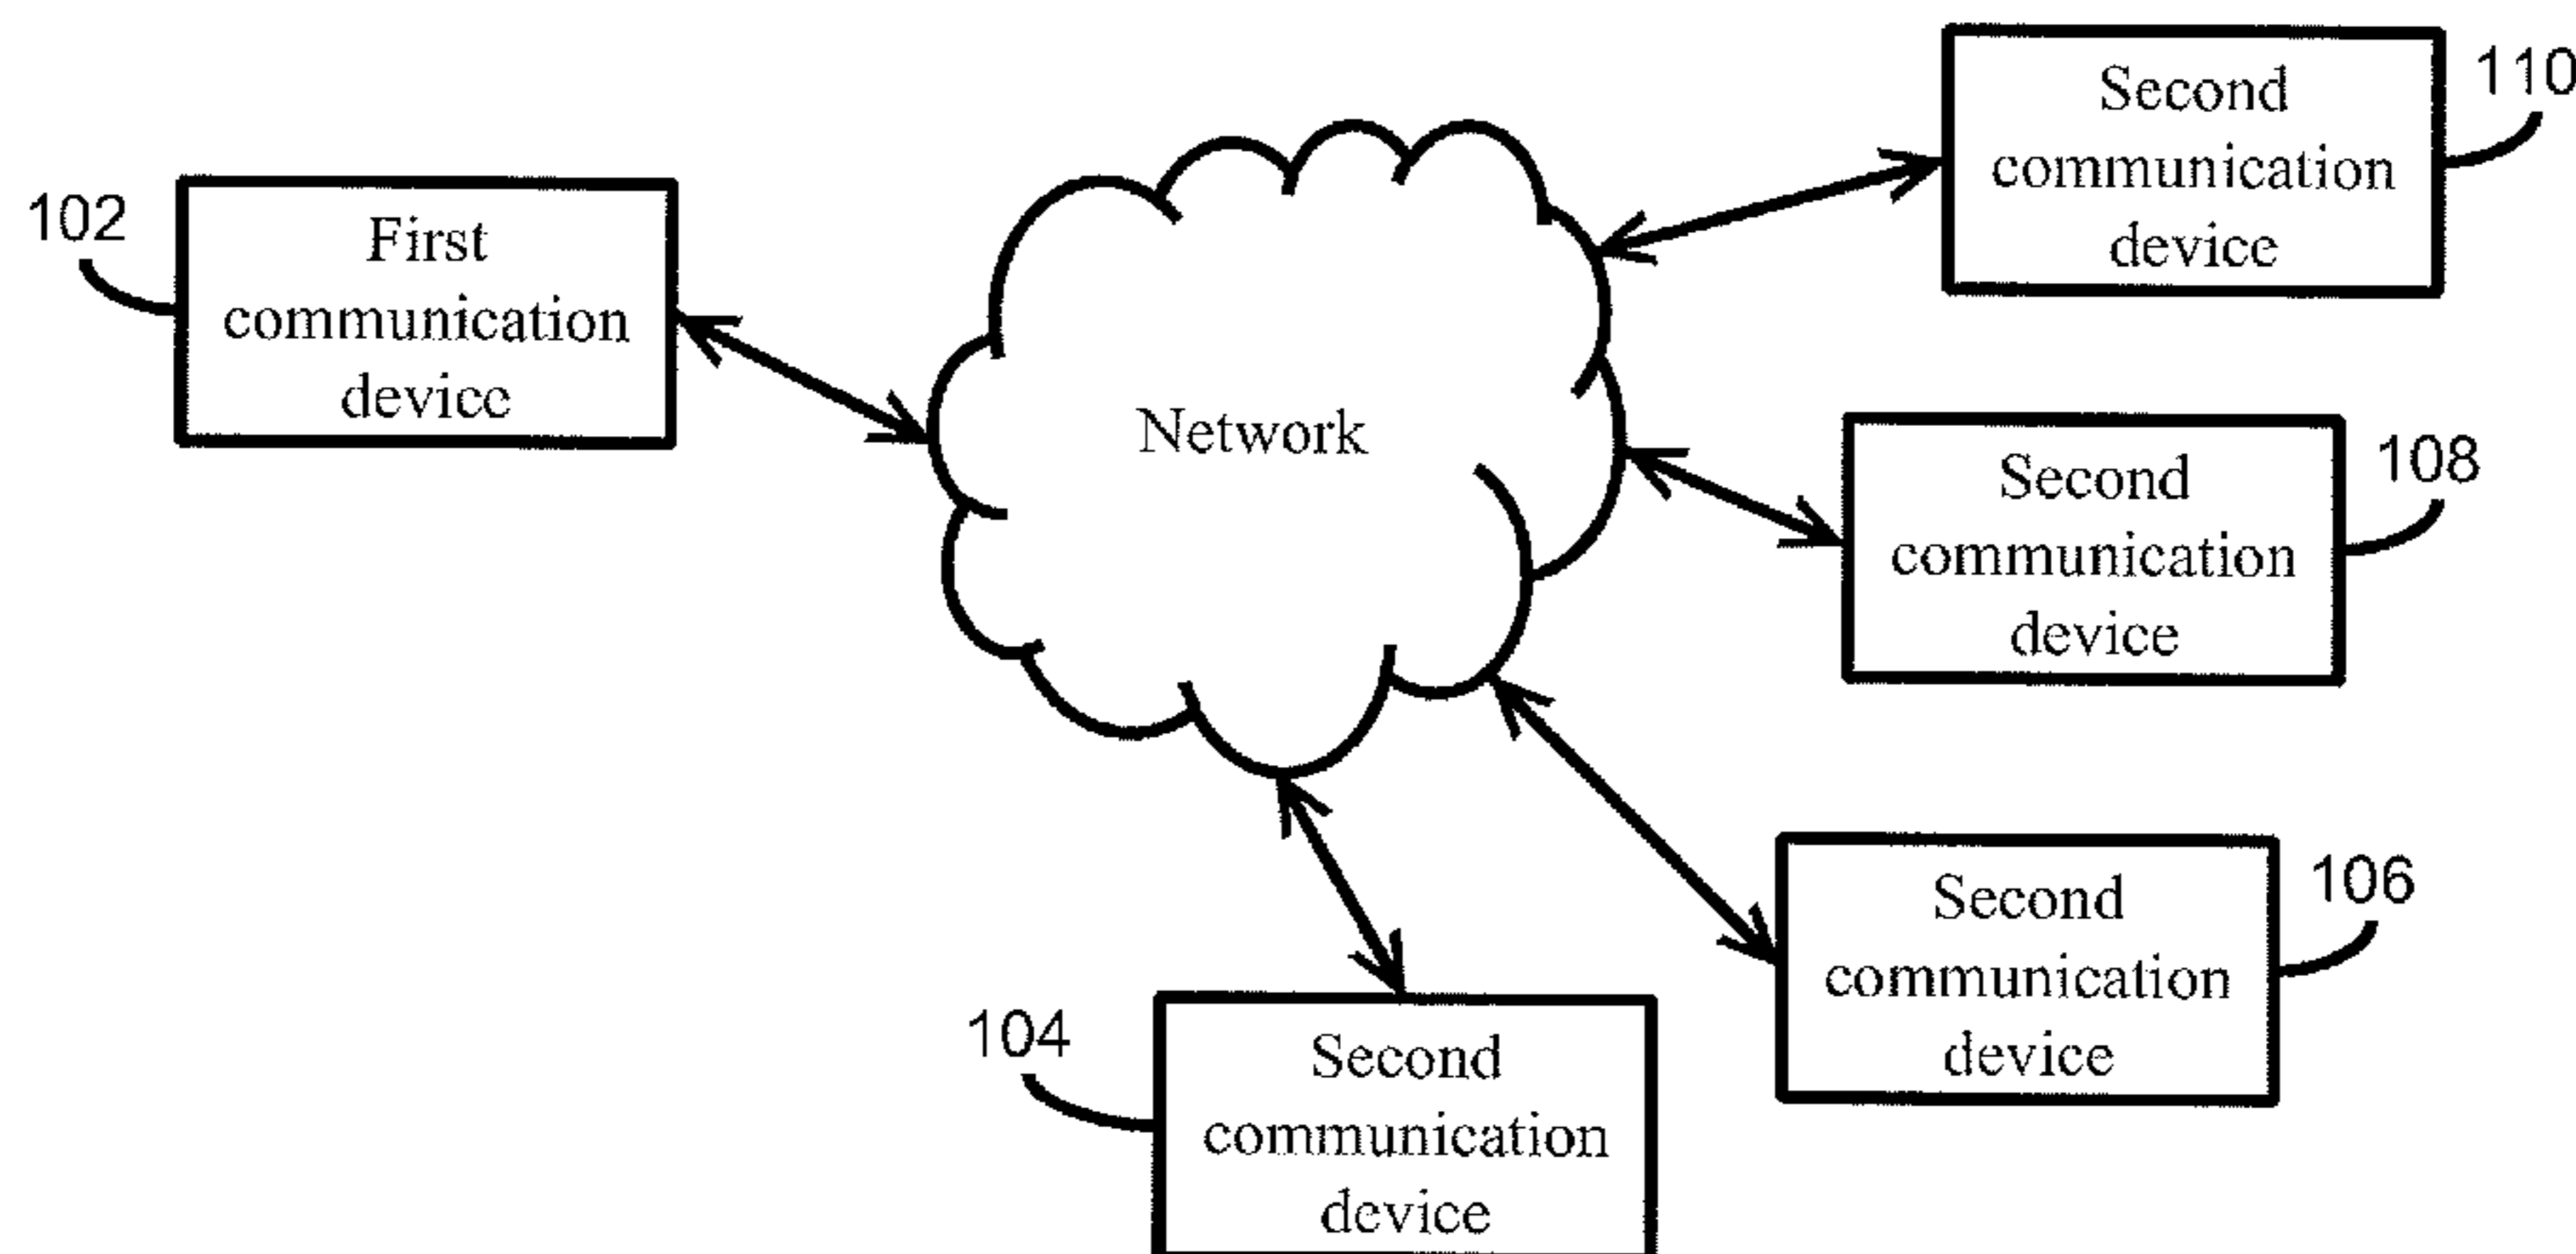 110
Second
communication
device
102
First
communication
device
Network
108
Second
communication
device
106
Second
communication
device
104
Second
communication
device